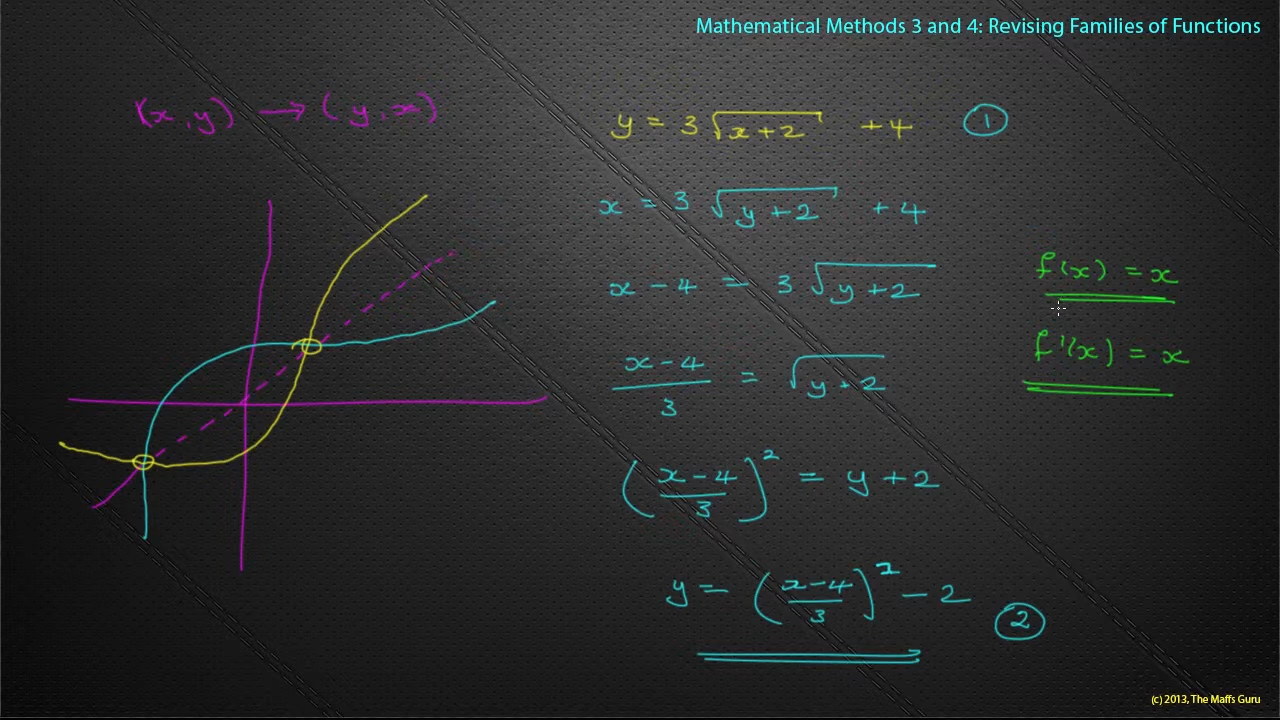 Mathematical Methods 3 and 4: Revising Families of Functions
(x, y) → (y, x)
y = 3√(x+2) + 4 ①
x = 3√(y+2) + 4
x - 4 = 3√(y+2)
(x-4)/3 = √(y+2)
((x-4)/3)² = y + 2
y = ((x-4)/3)² - 2 ②
f(x) = x
f⁻¹(x) = x
(c) 2013, The Maffs Guru